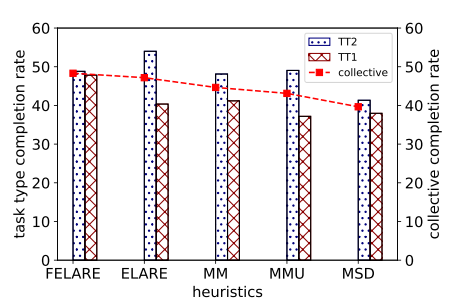 60
50
40
30
20
10
0
task type completion rate
TT2
TT1
collective
60
50
40
30
20
10
0
collective completion rate
FELARE ELARE MM MMU MSD
heuristics